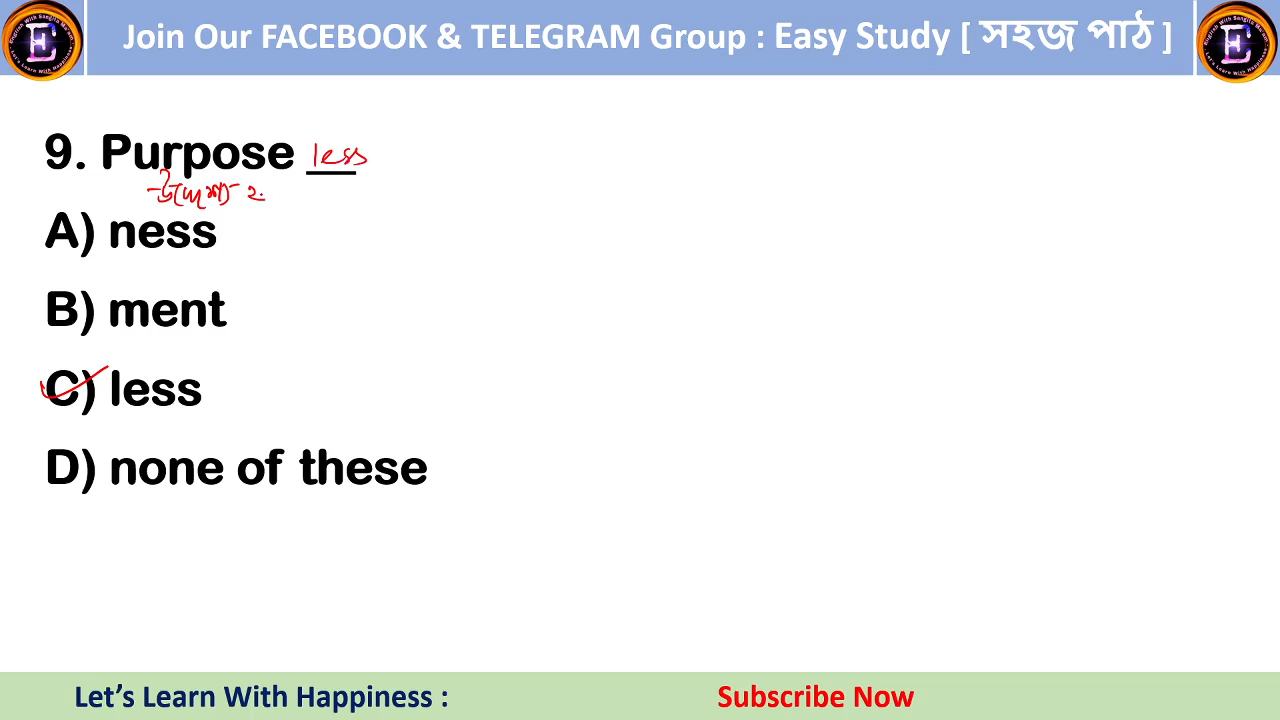 Join Our FACEBOOK & TELEGRAM Group : Easy Study [ সহজ পাঠ ]
9. Purpose less
A) ness
B) ment
C) less
D) none of these
Let's Learn With Happiness :
Subscribe Now